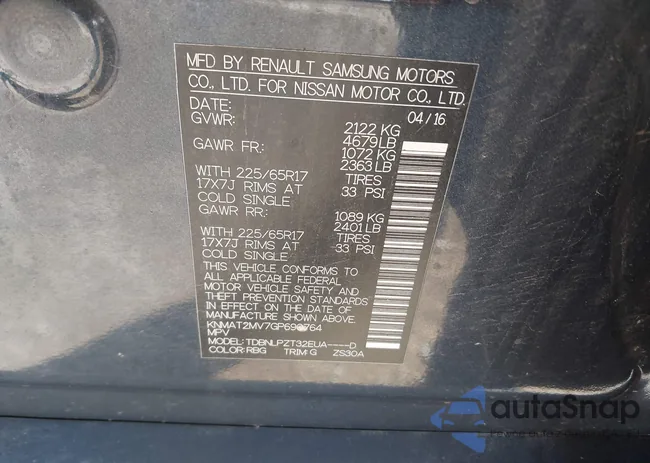 MFD BY RENAULT SAMSUNG MOTORS
CO., LTD. FOR NISSAN MOTOR CO., LTD.
DATE: 04/16
GVWR: 2122 KG
4679 LB
GAWR FR: 1072 KG
2363 LB
WITH 225/65R17 TIRES
17X7J RIMS AT 33 PSI
COLD SINGLE
GAWR RR: 1089 KG
2401 LB
WITH 225/65R17 TIRES
17X7J RIMS AT 33 PSI
COLD SINGLE
THIS VEHICLE CONFORMS TO
ALL APPLICABLE FEDERAL
MOTOR VEHICLE SAFETY AND
THEFT PREVENTION STANDARDS
IN EFFECT ON THE DATE OF
MANUFACTURE SHOWN ABOVE.
MPV
MODEL: TDBNLPZT32EUA----D
COLOR: RBG TRIM G ZS30A
autoSnap